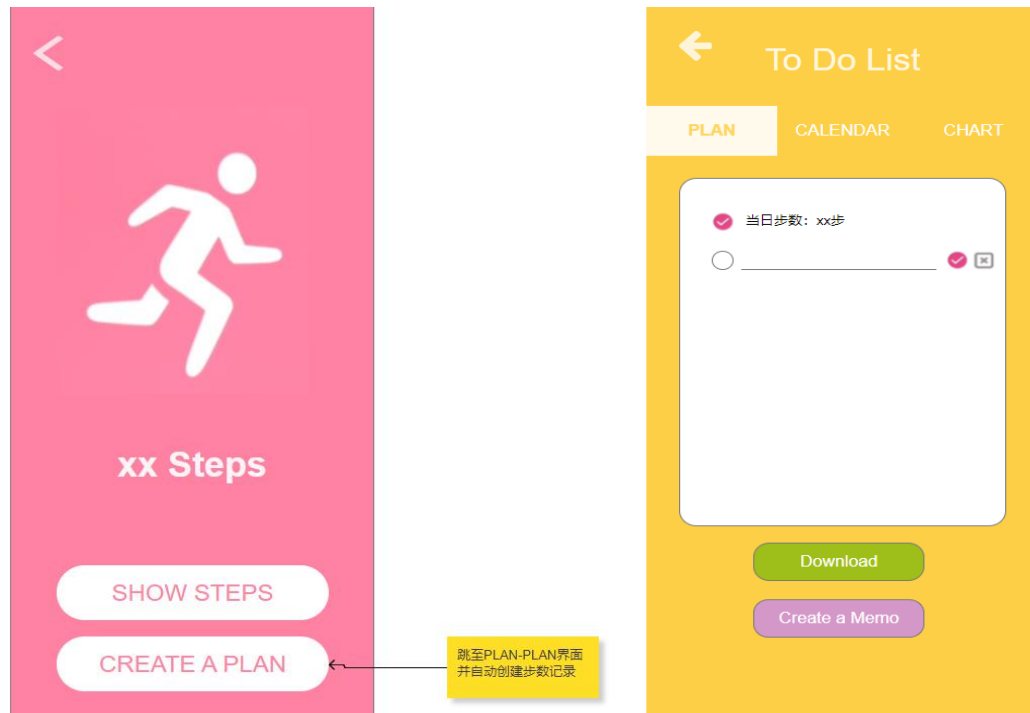 xx Steps
SHOW STEPS
CREATE A PLAN
跳至PLAN-PLAN界面
并自动创建步数记录
To Do List
PLAN CALENDAR CHART
当日步数：xx步
Download
Create a Memo